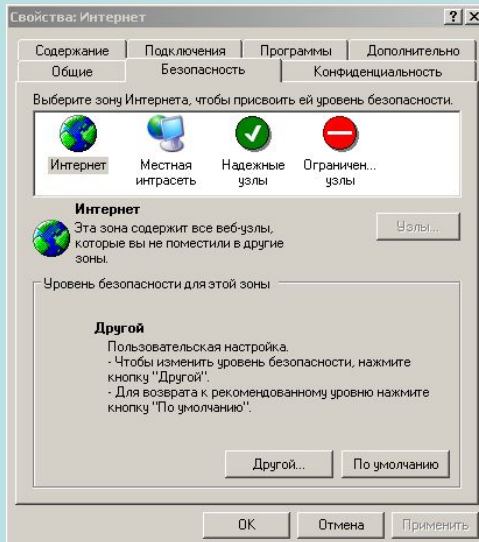 Свойства: Интернет
Содержание Подключения Программы Дополнительно
Общие Безопасность Конфиденциальность
Выберите зону Интернета, чтобы присвоить ей уровень безопасности.
Интернет Местная интрасеть Надежные узлы Ограничен... узлы
Интернет
Эта зона содержит все веб-узлы,
которые вы не поместили в другие
зоны.
Узлы...
Уровень безопасности для этой зоны
Другой
Пользовательская настройка.
- Чтобы изменить уровень безопасности, нажмите
кнопку "Другой".
- Для возврата к рекомендованному уровню нажмите
кнопку "По умолчанию".
Другой... По умолчанию
OK Отмена Применить